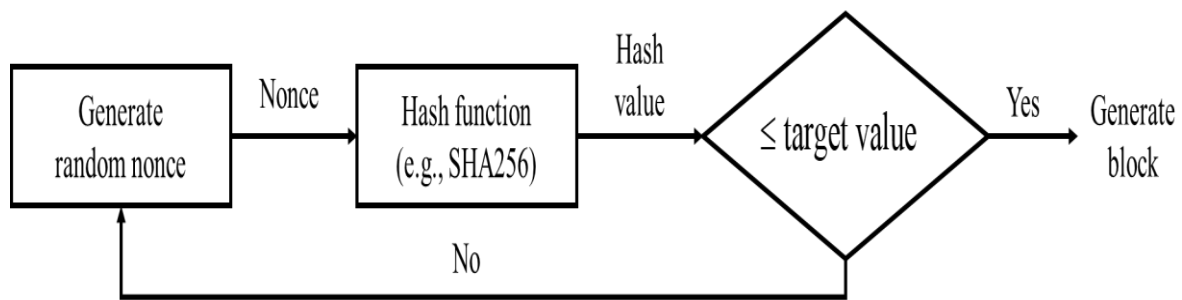 Generate
random nonce
Nonce
Hash function
(e.g., SHA256)
Hash
value
≤ target value
Yes
Generate
block
No